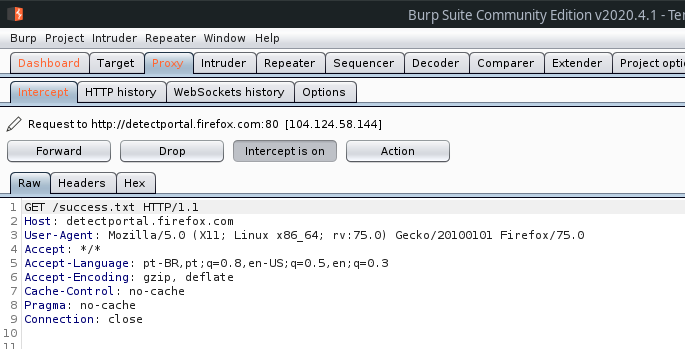 Burp Suite Community Edition v2020.4.1 - Te
Burp Project Intruder Repeater Window Help
Dashboard Target Proxy Intruder Repeater Sequencer Decoder Comparer Extender Project opti
Intercept HTTP history WebSockets history Options
Request to http://detectportal.firefox.com:80 [104.124.58.144]
Forward Drop Intercept is on Action
Raw Headers Hex
1 GET /success.txt HTTP/1.1
2 Host: detectportal.firefox.com
3 User-Agent: Mozilla/5.0 (X11; Linux x86_64; rv:75.0) Gecko/20100101 Firefox/75.0
4 Accept: */*
5 Accept-Language: pt-BR,pt;q=0.8,en-US;q=0.5,en;q=0.3
6 Accept-Encoding: gzip, deflate
7 Cache-Control: no-cache
8 Pragma: no-cache
9 Connection: close
10
11